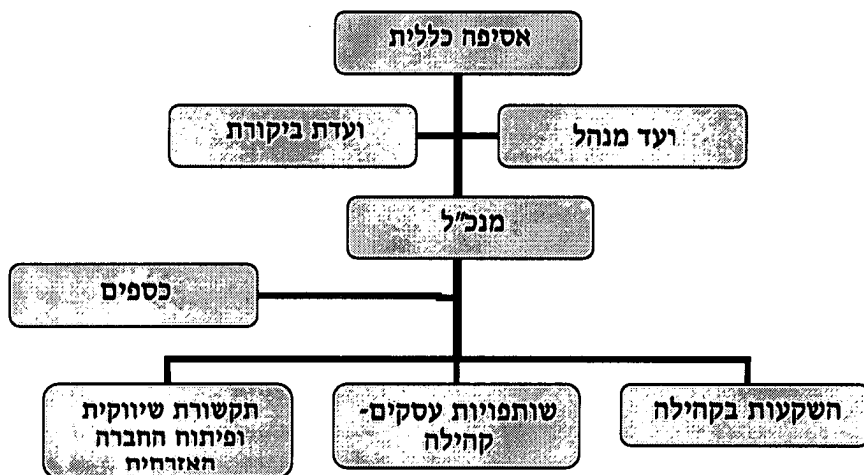 אסיפה כללית
ועד מנהל
ועדת ביקורת
מנכ"ל
כספים
השקעות בקהילה
שותפויות עסקים-
קהילה
תקשורת שיווקית
ופיתוח החברה
האזרחית